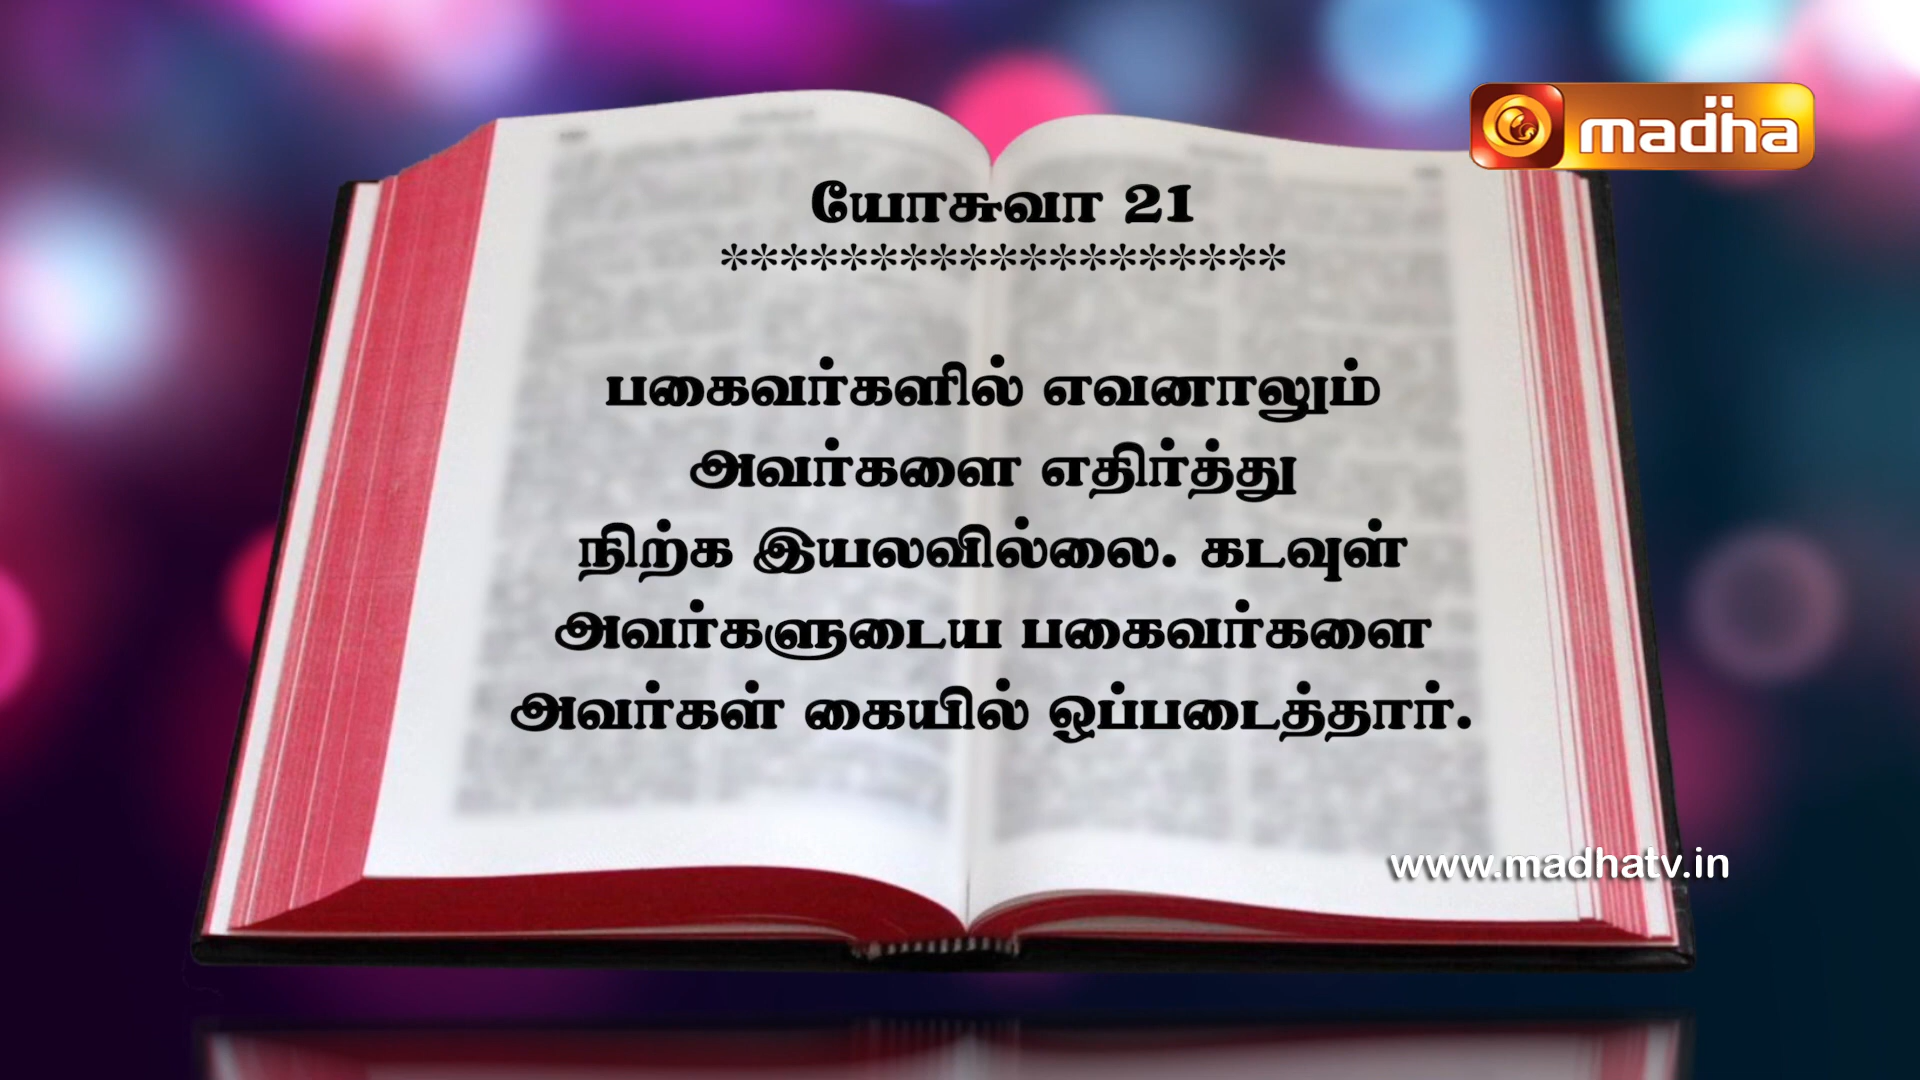 madha
யோசுவா 21
*******************
பகைவர்களில் எவனாலும்
அவர்களை எதிர்த்து
நிற்க இயலவில்லை. கடவுள்
அவர்களுடைய பகைவர்களை
அவர்கள் கையில் ஒப்படைத்தார்.
www.madhatv.in